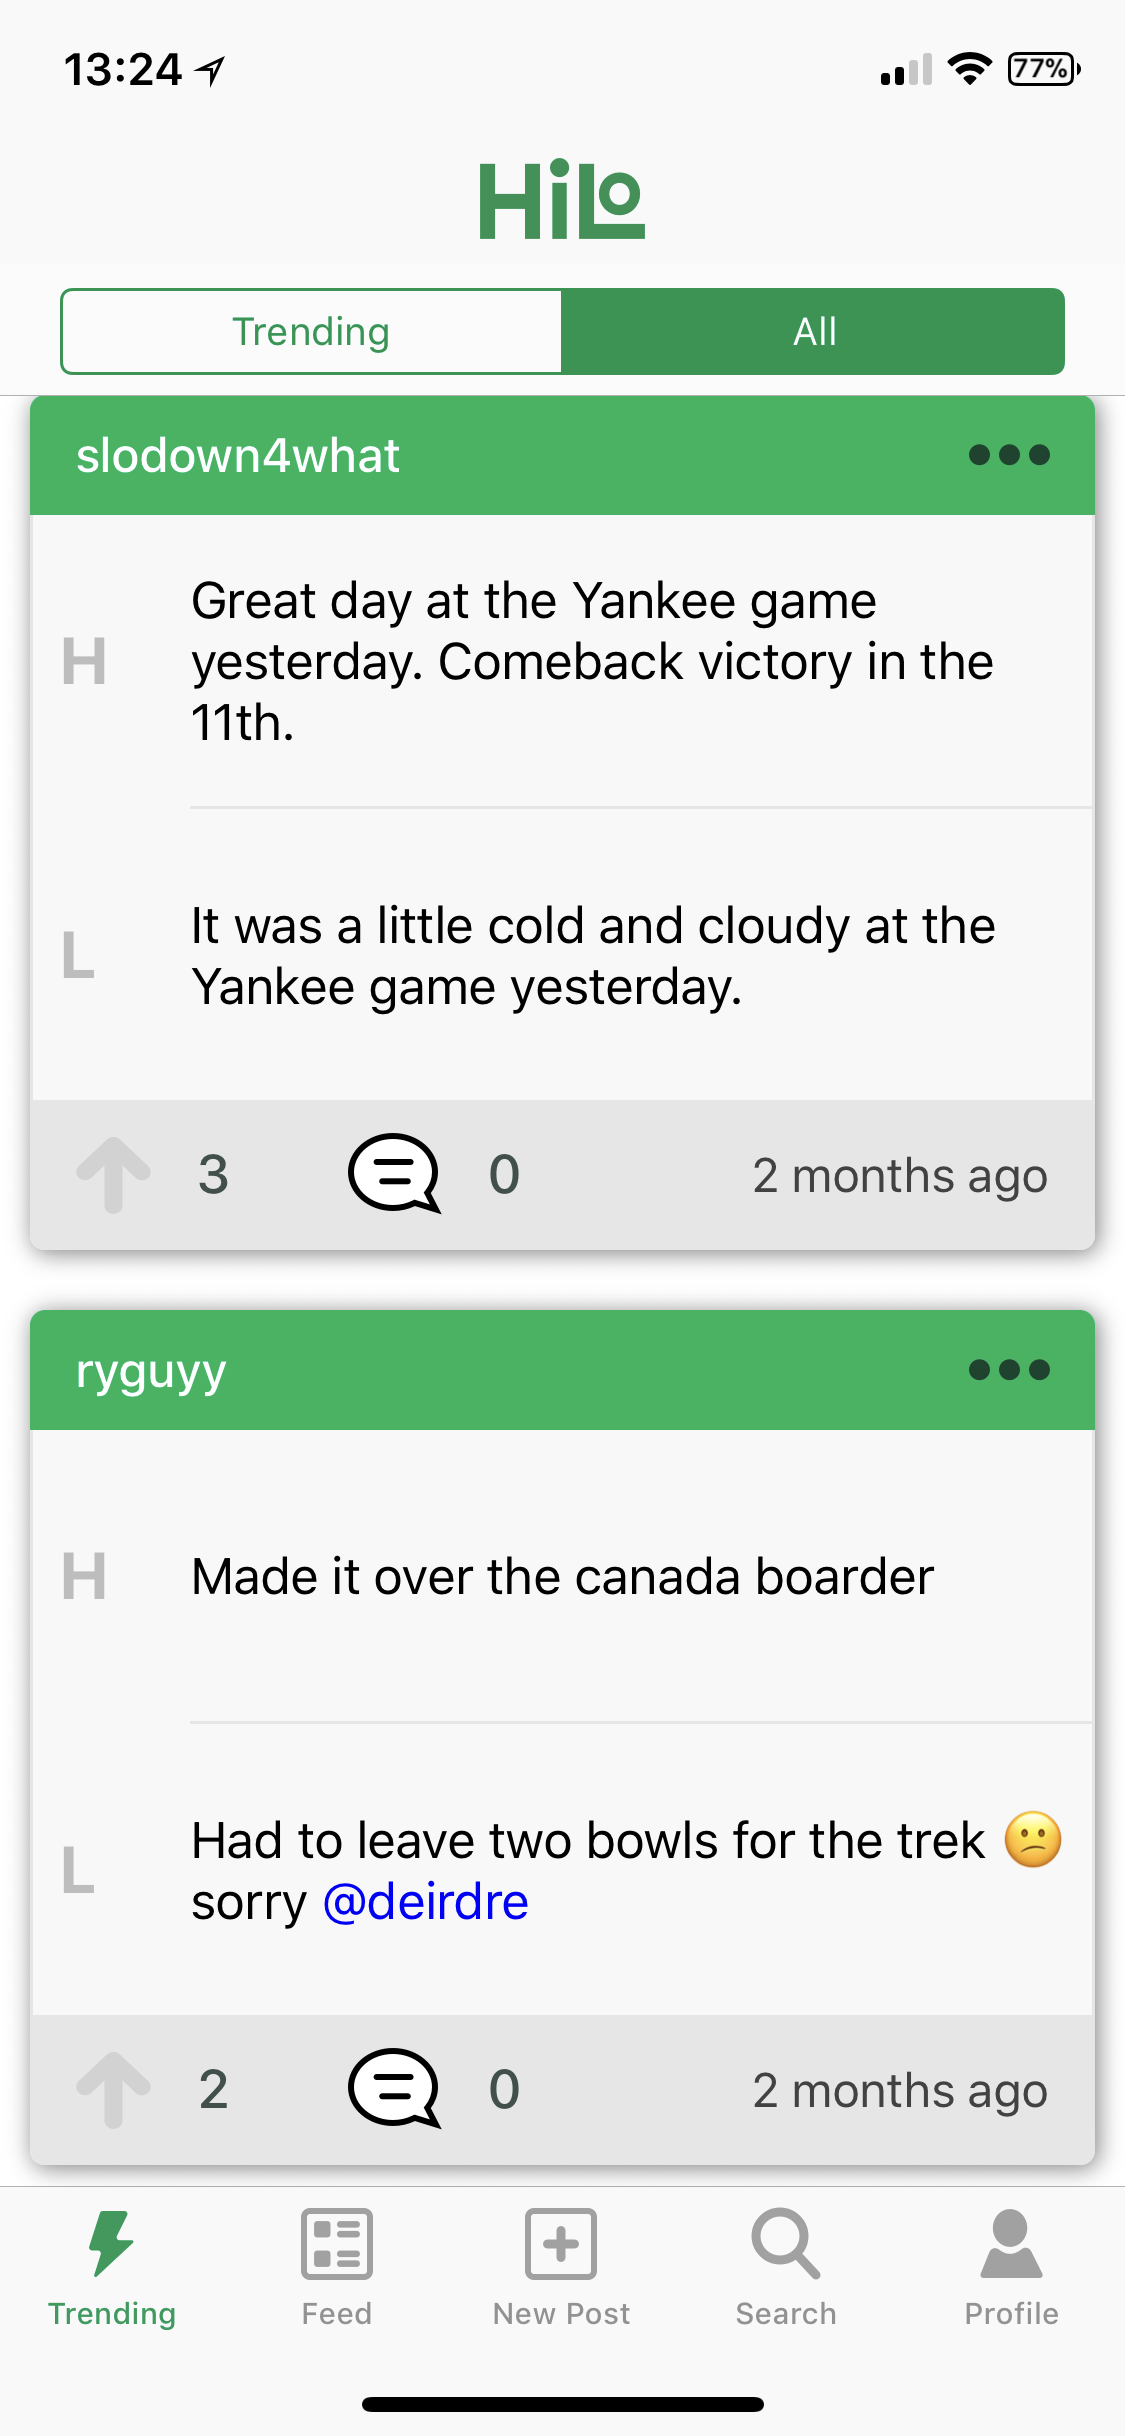 13:24
77%
HiLo
Trending
All
slodown4what
H
Great day at the Yankee game
yesterday. Comeback victory in the
11th.
L
It was a little cold and cloudy at the
Yankee game yesterday.
3
0
2 months ago
ryguyy
H
Made it over the canada boarder
L
Had to leave two bowls for the trek 😕
sorry @deirdre
2
0
2 months ago
Trending
Feed
New Post
Search
Profile